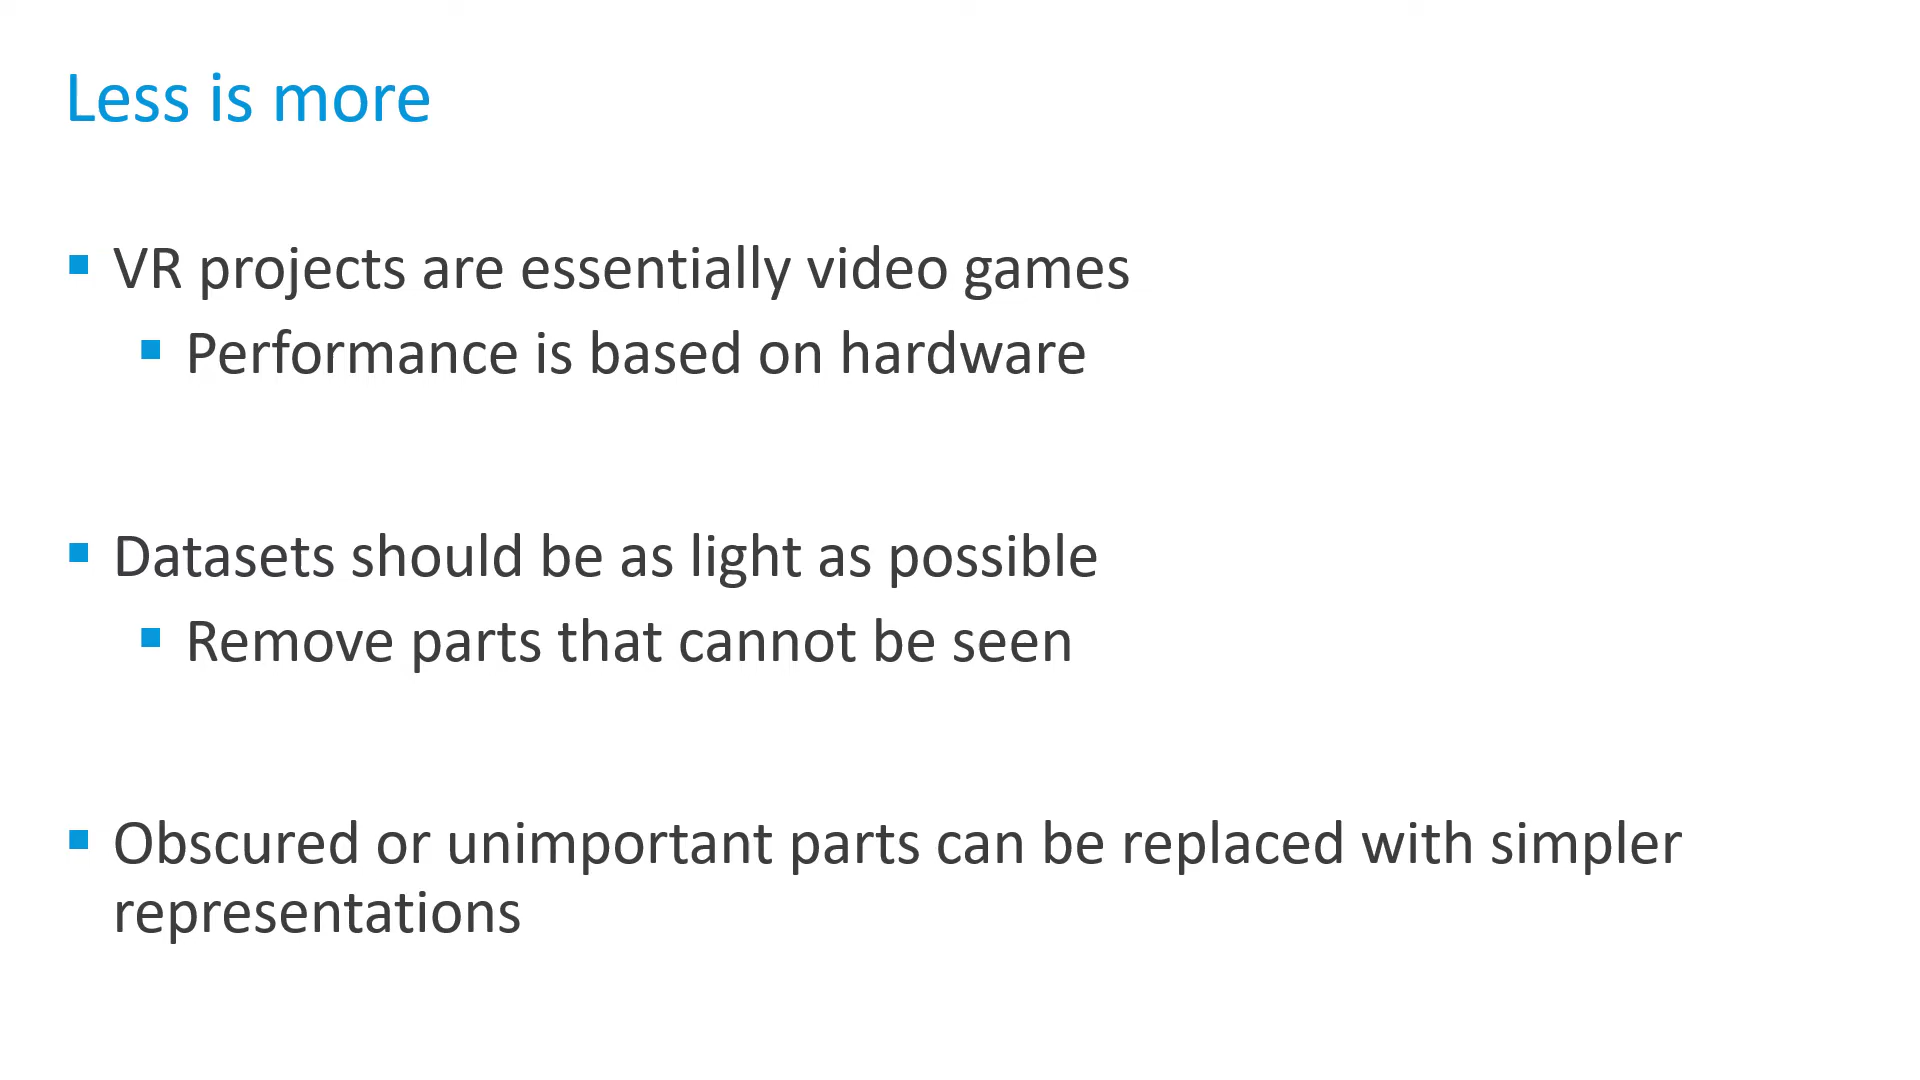 Less is more
VR projects are essentially video games
Performance is based on hardware
Datasets should be as light as possible
Remove parts that cannot be seen
Obscured or unimportant parts can be replaced with simpler
representations